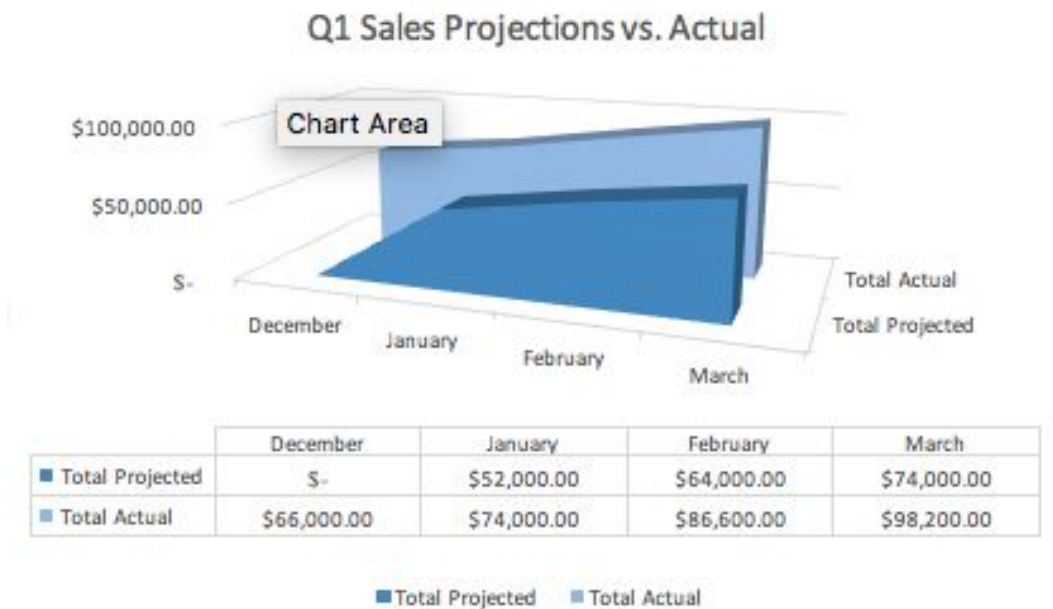 Q1 Sales Projections vs. Actual
Chart Area
$100,000.00
$50,000.00
$-
Total Actual
Total Projected
December
January
February
March
December January February March
Total Projected $- $52,000.00 $64,000.00 $74,000.00
Total Actual $66,000.00 $74,000.00 $86,600.00 $98,200.00
Total Projected Total Actual